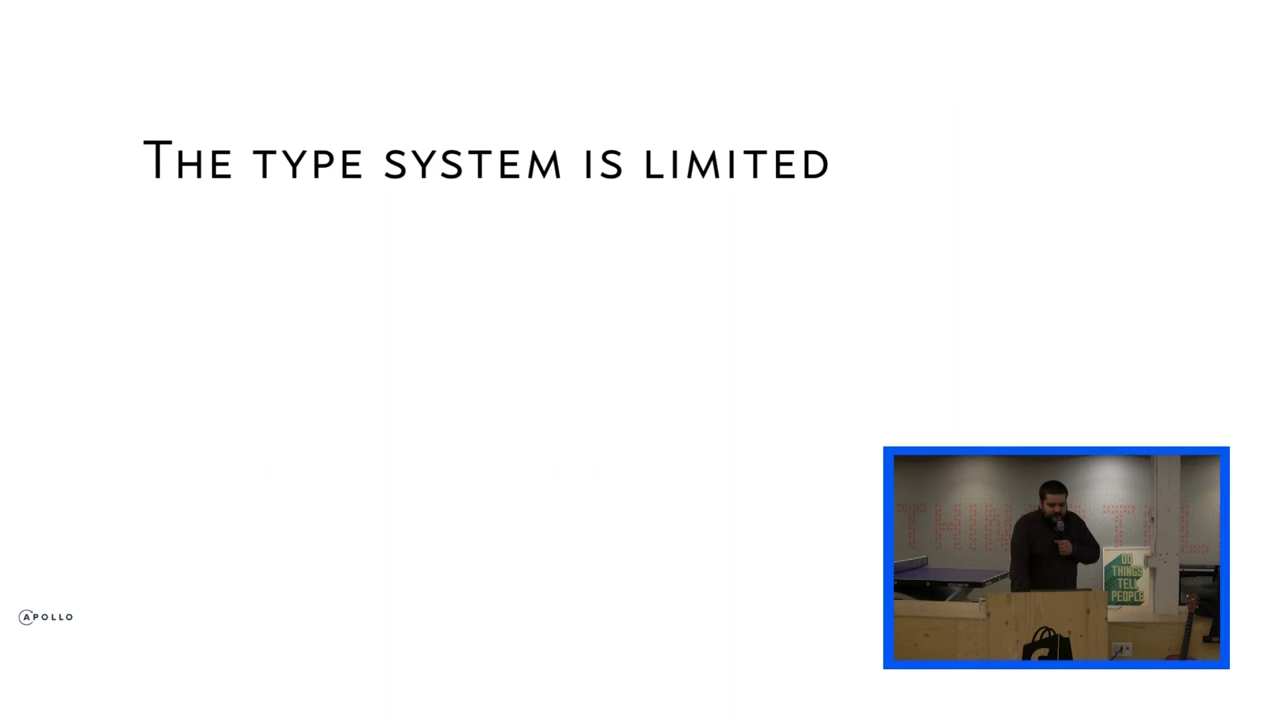 The type system is limited
APOLLO
DO
THINGS
TELL
PEOPLE